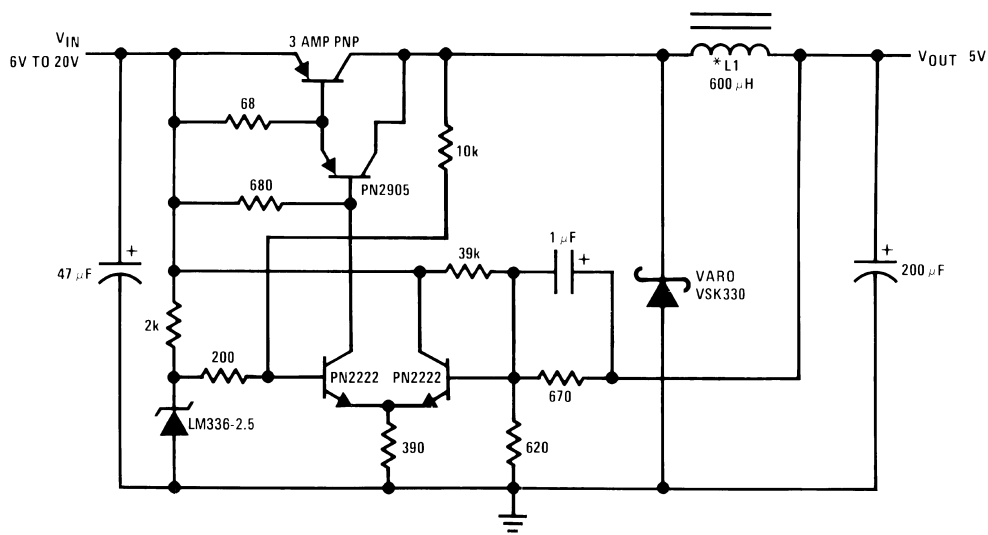 VIN
6V TO 20V
3 AMP PNP
*L1
600 μH
VOUT 5V
68
10k
PN2905
680
39k
1 μF
+
+
47 μF
+
200 μF
VARO
VSK330
2k
200
PN2222
PN2222
670
LM336-2.5
390
620